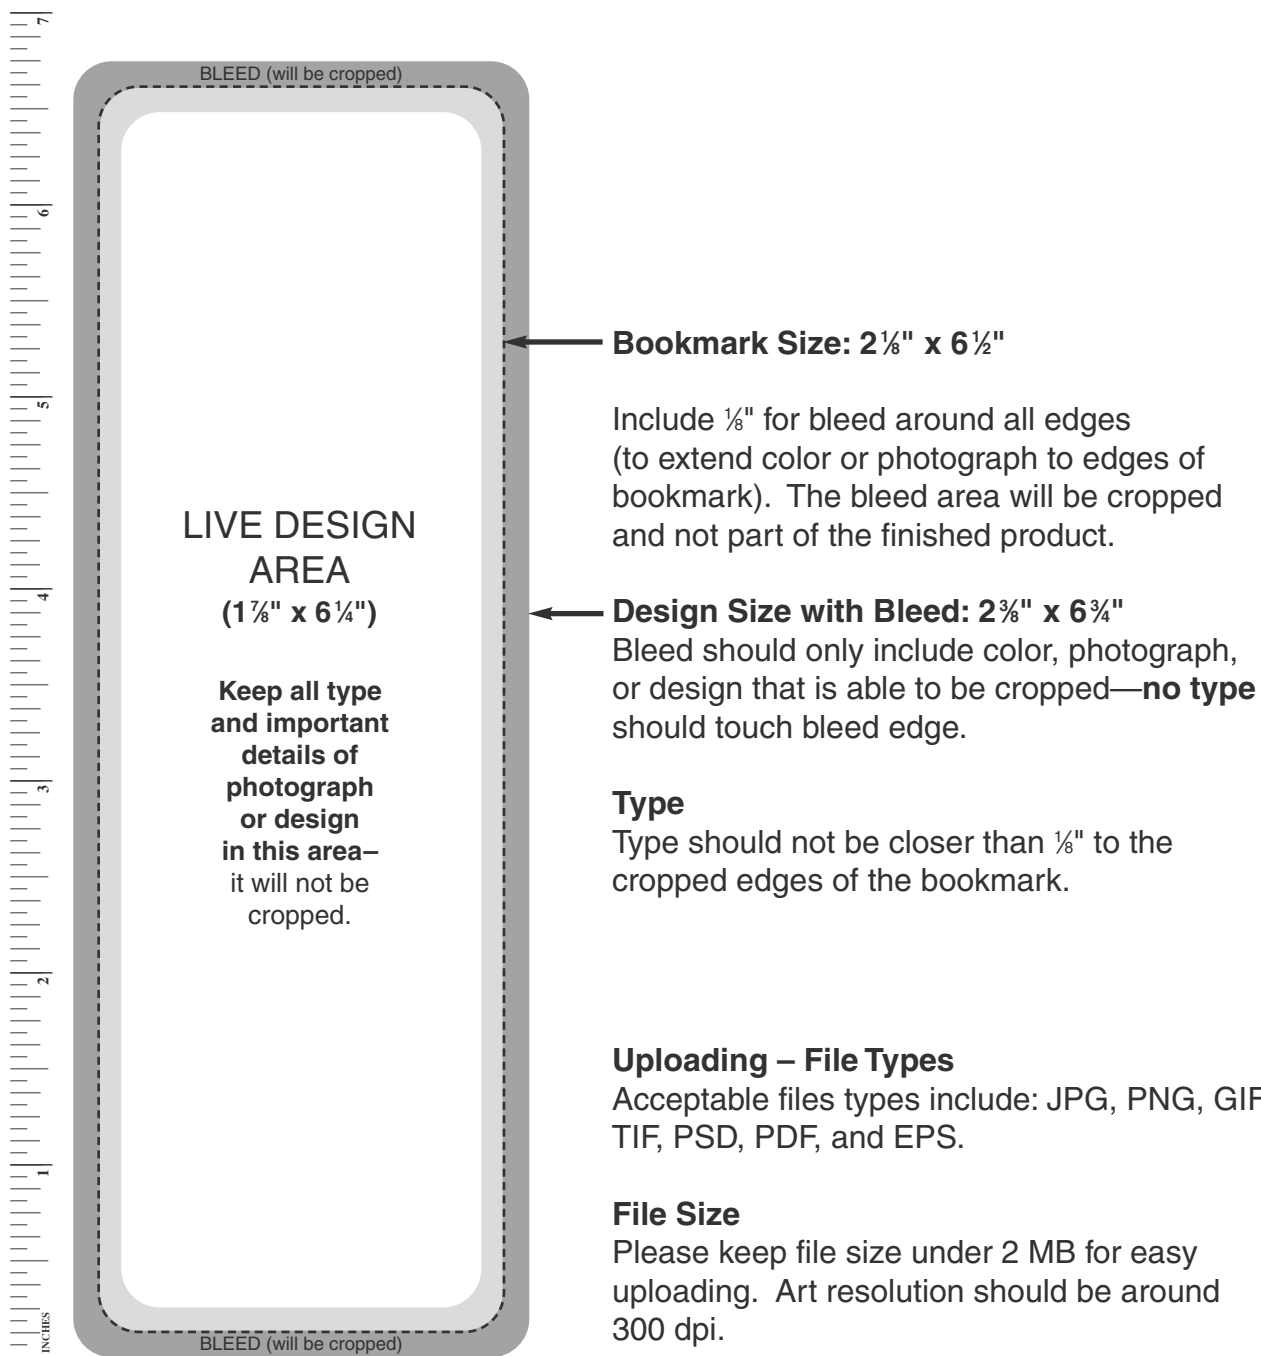 7
6
5
4
3
2
1
INCHES
BLEED (will be cropped)
LIVE DESIGN
AREA
(1⅞" x 6¼")
Keep all type
and important
details of
photograph
or design
in this area–
it will not be
cropped.
BLEED (will be cropped)
Bookmark Size: 2⅛" x 6½"
Include ⅛" for bleed around all edges
(to extend color or photograph to edges of
bookmark).  The bleed area will be cropped
and not part of the finished product.
Design Size with Bleed: 2⅜" x 6¾"
Bleed should only include color, photograph,
or design that is able to be cropped—no type
should touch bleed edge.
Type
Type should not be closer than ⅛" to the
cropped edges of the bookmark.
Uploading – File Types
Acceptable files types include: JPG, PNG, GIF
TIF, PSD, PDF, and EPS.
File Size
Please keep file size under 2 MB for easy
uploading.  Art resolution should be around
300 dpi.